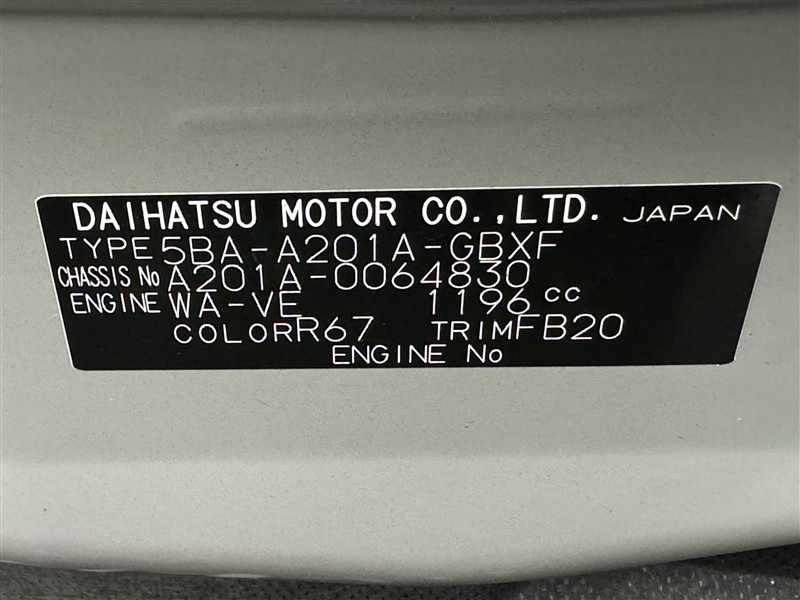 DAIHATSU MOTOR CO.,LTD. JAPAN
TYPE 5BA-A201A-GBXF
CHASSIS No A201A-0064830
ENGINE WA-VE 1196 cc
COLOR R67 TRIM FB20
ENGINE No